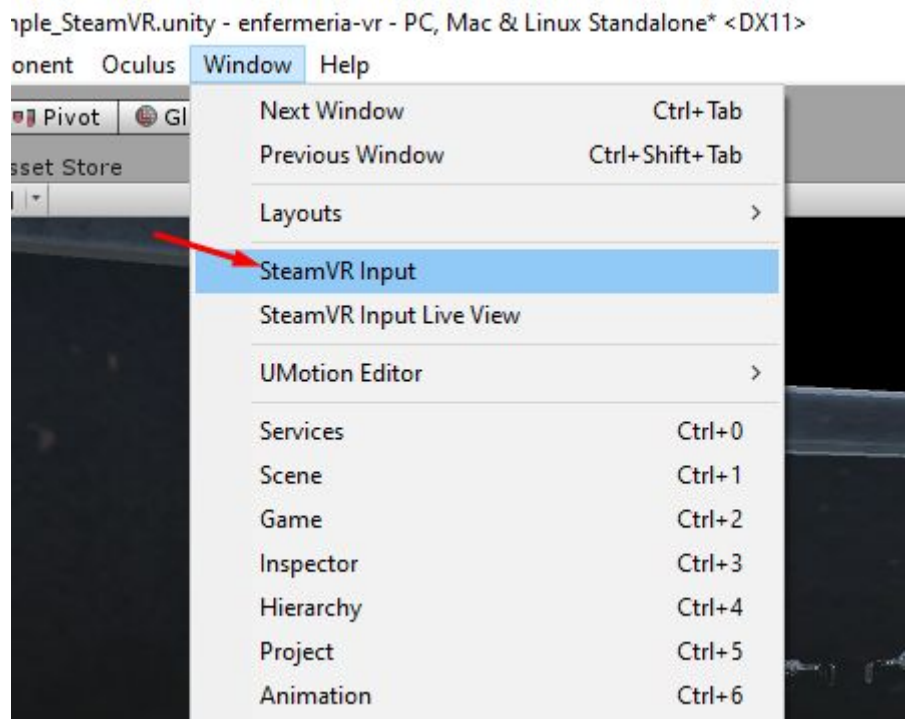 nple_SteamVR.unity - enfermeria-vr - PC, Mac & Linux Standalone* <DX11>
onent Oculus Window Help
Pivot Gl
sset Store
Next Window Ctrl+Tab
Previous Window Ctrl+Shift+Tab
Layouts >
SteamVR Input
SteamVR Input Live View
UMotion Editor >
Services Ctrl+0
Scene Ctrl+1
Game Ctrl+2
Inspector Ctrl+3
Hierarchy Ctrl+4
Project Ctrl+5
Animation Ctrl+6